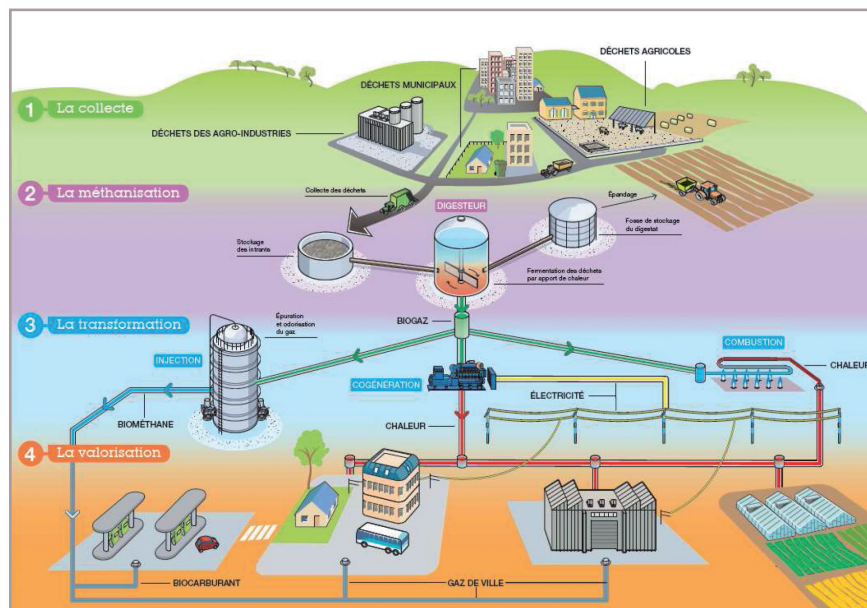 DÉCHETS AGRICOLES
DÉCHETS MUNICIPAUX
1 La collecte
DÉCHETS DES AGRO-INDUSTRIES
2 La méthanisation
Collecte des déchets
DIGESTEUR
Épandage
Fosse de stockage
du digestat
Stockage
des intrants
Fermentation des déchets
par apport de chaleur
3 La transformation
Épuration et
odorisation
du gaz
BIOGAZ
INJECTION
COMBUSTION
CHALEUR
COGÉNÉRATION
ÉLECTRICITÉ
BIOMÉTHANE
CHALEUR
4 La valorisation
BIOCARBURANT
GAZ DE VILLE